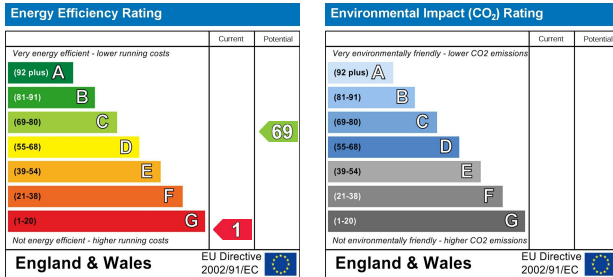 Energy Efficiency Rating
Current Potential
Very energy efficient - lower running costs
(92 plus) A
(81-91) B
(69-80) C
69
(55-68) D
(39-54) E
(21-38) F
(1-20) G
1
Not energy efficient - higher running costs
England & Wales
EU Directive
2002/91/EC
Environmental Impact (CO2) Rating
Current Potential
Very environmentally friendly - lower CO2 emissions
(92 plus) A
(81-91) B
(69-80) C
(55-68) D
(39-54) E
(21-38) F
(1-20) G
Not environmentally friendly - higher CO2 emissions
England & Wales
EU Directive
2002/91/EC